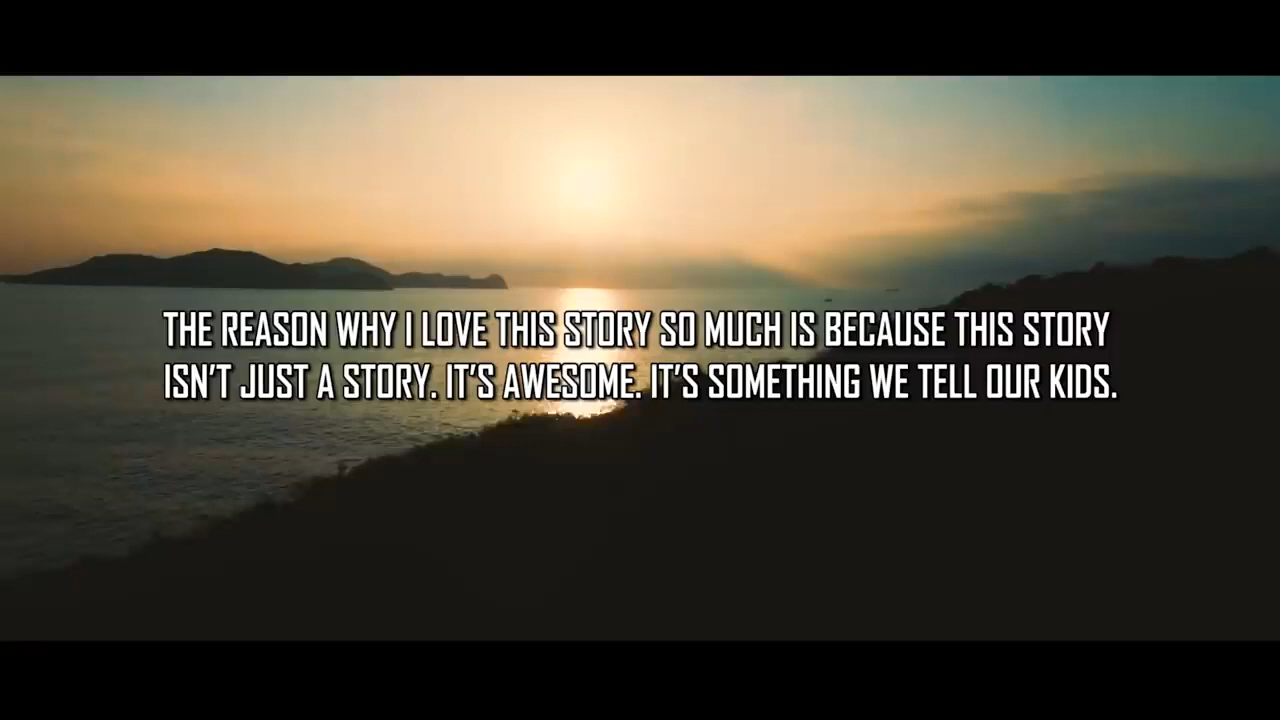 THE REASON WHY I LOVE THIS STORY SO MUCH IS BECAUSE THIS STORY
ISN'T JUST A STORY. IT'S AWESOME. IT'S SOMETHING WE TELL OUR KIDS.